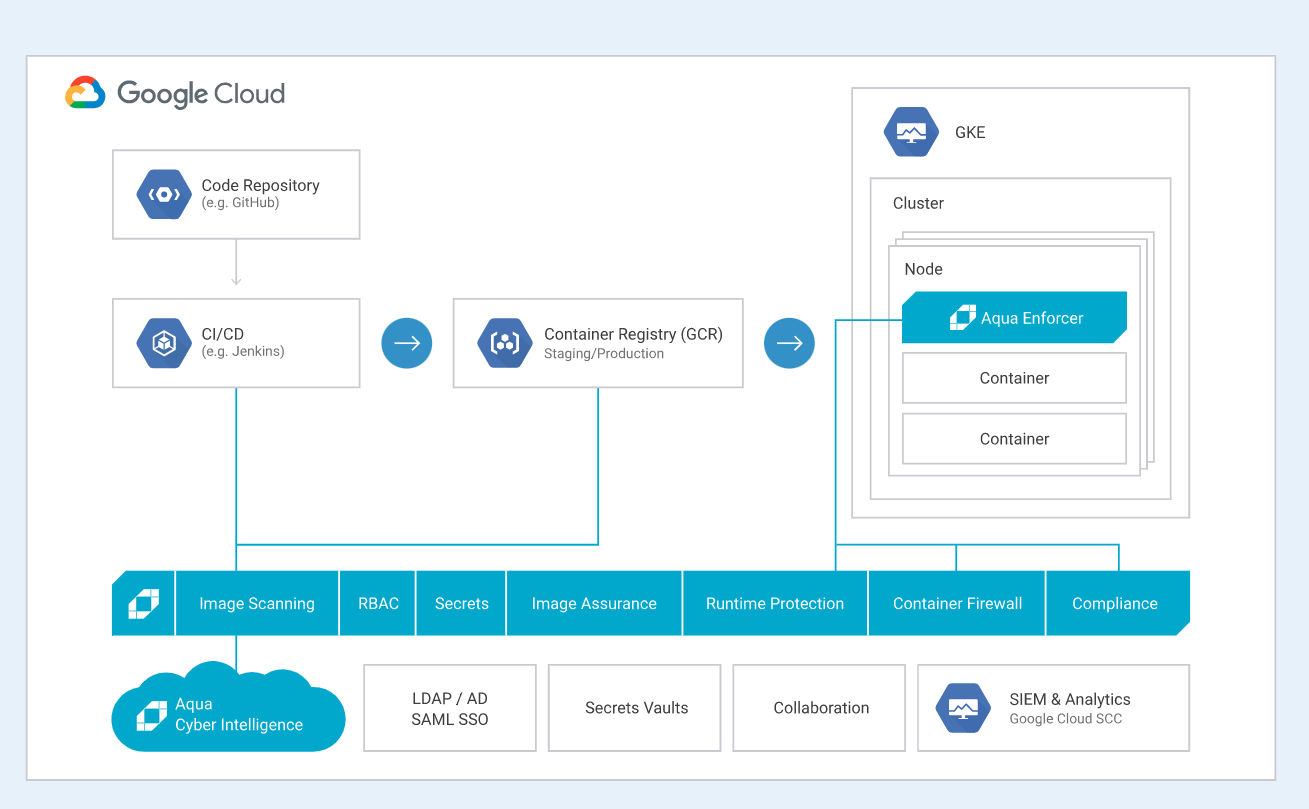 Google Cloud
GKE
Code Repository
(e.g. GitHub)
Cluster
Node
Aqua Enforcer
CI/CD
(e.g. Jenkins)
Container Registry (GCR)
Staging/Production
Container
Container
Image Scanning
RBAC
Secrets
Image Assurance
Runtime Protection
Container Firewall
Compliance
Aqua
Cyber Intelligence
LDAP / AD
SAML SSO
Secrets Vaults
Collaboration
SIEM & Analytics
Google Cloud SCC